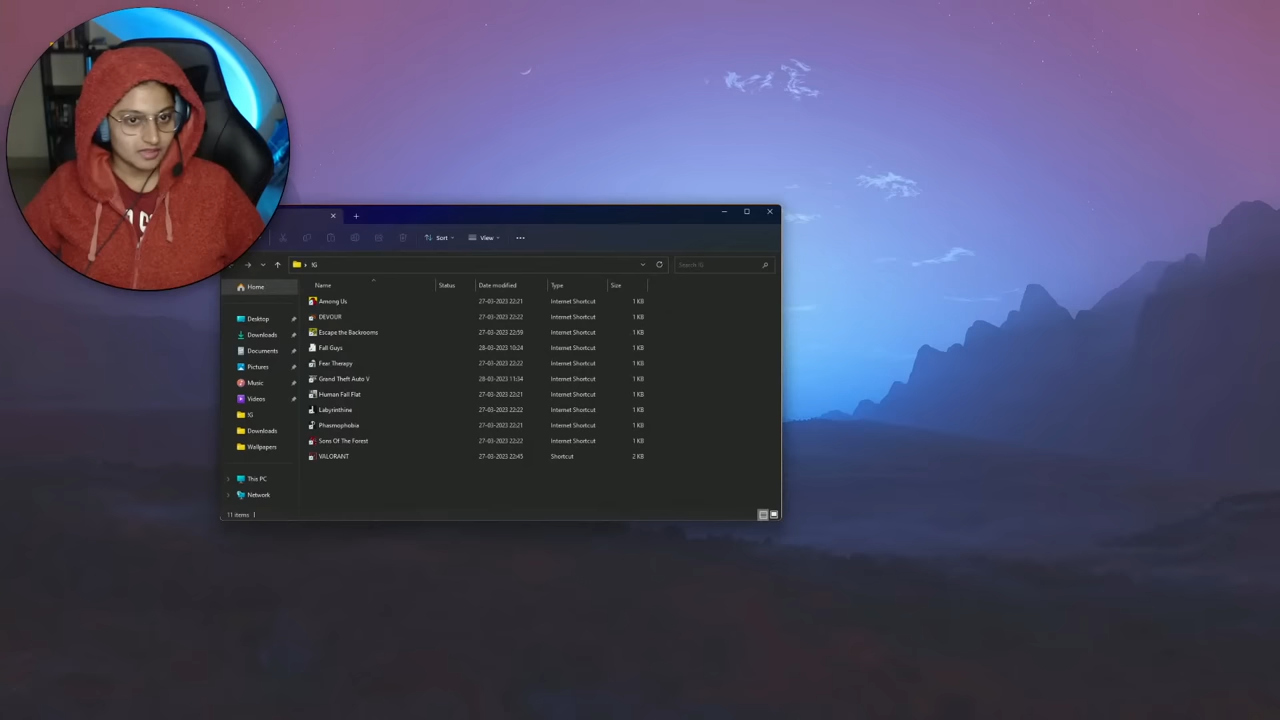 Sort
View
!G
Search !G
Home
Name
Status
Date modified
Type
Size
Among Us 27-03-2023 22:21 Internet Shortcut 1 KB
Desktop
DEVOUR 27-03-2023 22:22 Internet Shortcut 1 KB
Downloads
Escape the Backrooms 27-03-2023 22:59 Internet Shortcut 1 KB
Documents
Fall Guys 28-03-2023 10:24 Internet Shortcut 1 KB
Pictures
Fear Therapy 27-03-2023 22:22 Internet Shortcut 1 KB
Music
Grand Theft Auto V 28-03-2023 11:34 Internet Shortcut 1 KB
Videos
Human Fall Flat 27-03-2023 22:21 Internet Shortcut 1 KB
!G
Labyrinthine 27-03-2023 22:22 Internet Shortcut 1 KB
Downloads
Phasmophobia 27-03-2023 22:21 Internet Shortcut 1 KB
Wallpapers
Sons Of The Forest 27-03-2023 22:22 Internet Shortcut 1 KB
VALORANT 27-03-2023 22:45 Shortcut 2 KB
This PC
Network
11 items